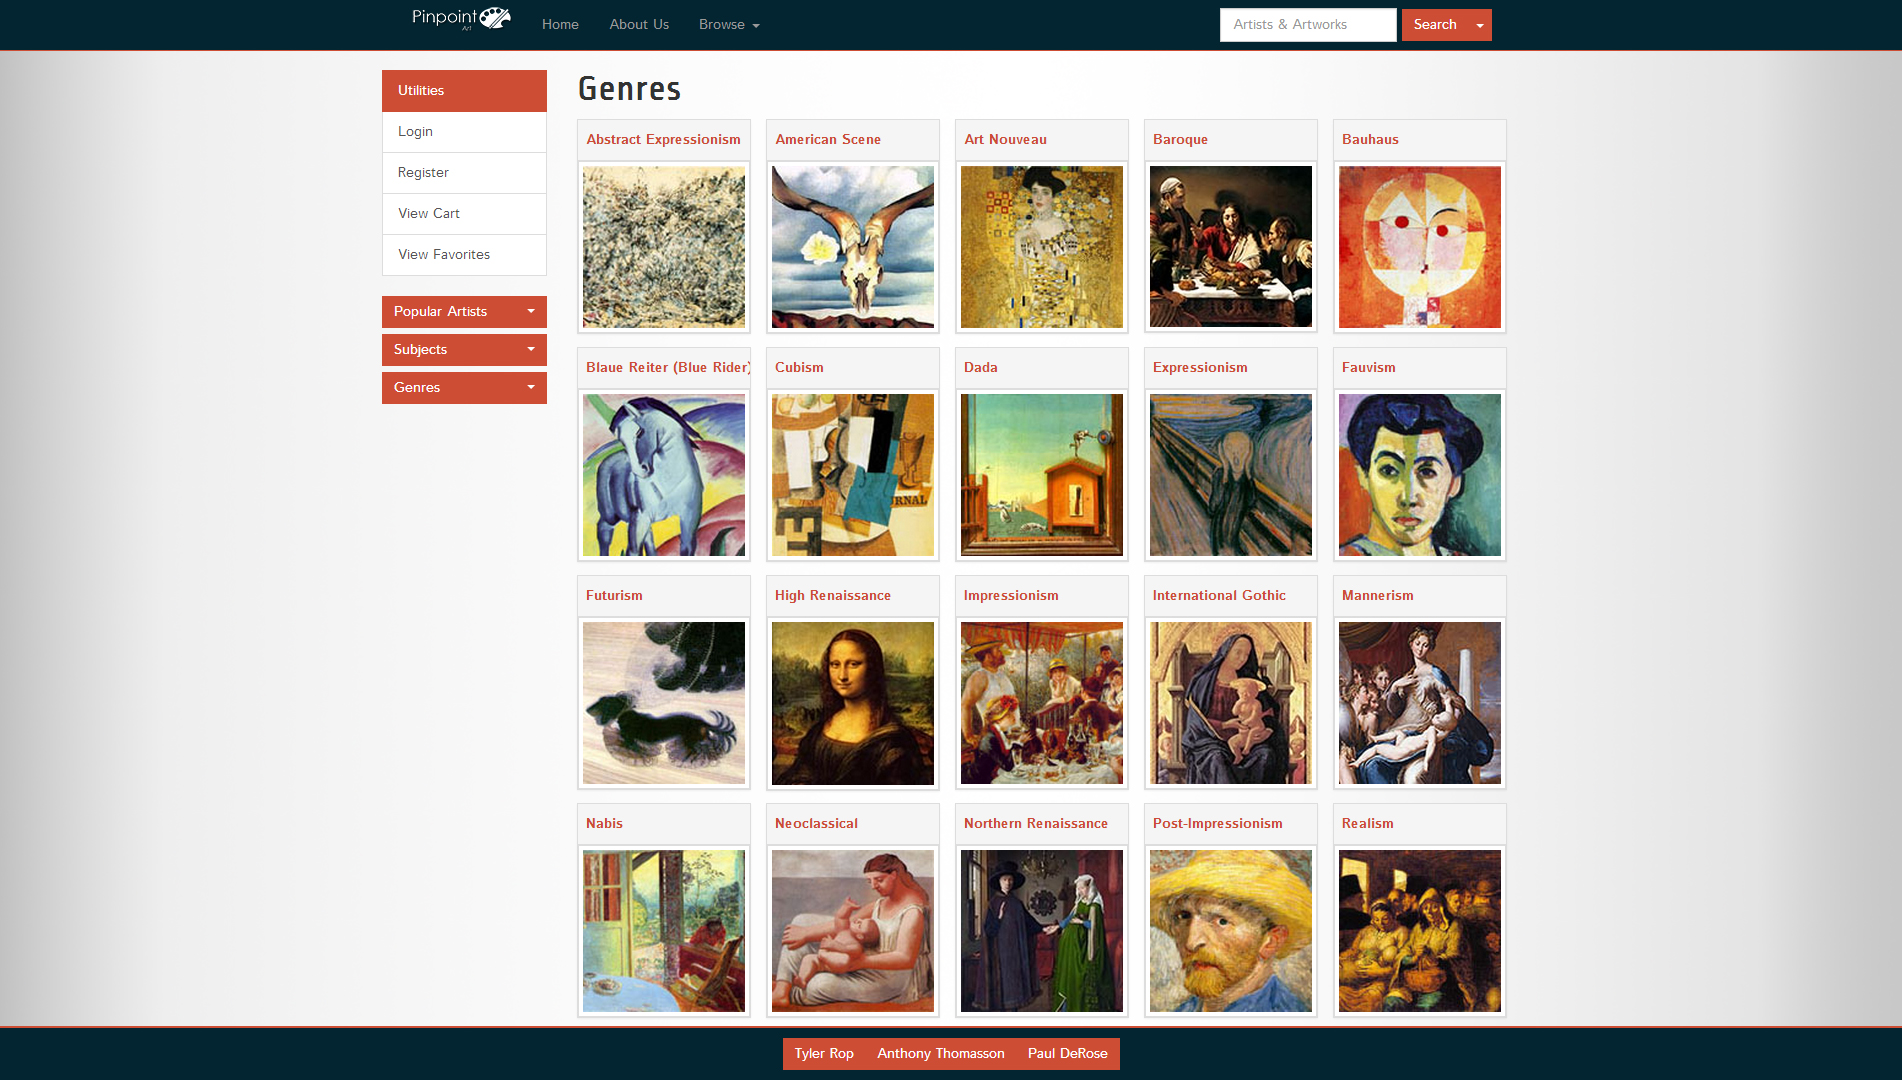 Pinpoint
Art
Home
About Us
Browse
Artists & Artworks
Search
Utilities
Login
Register
View Cart
View Favorites
Popular Artists
Subjects
Genres
Genres
Abstract Expressionism
American Scene
Art Nouveau
Baroque
Bauhaus
Blaue Reiter (Blue Rider)
Cubism
Dada
Expressionism
Fauvism
RNAL
Futurism
High Renaissance
Impressionism
International Gothic
Mannerism
Nabis
Neoclassical
Northern Renaissance
Post-Impressionism
Realism
Tyler Rop
Anthony Thomasson
Paul DeRose